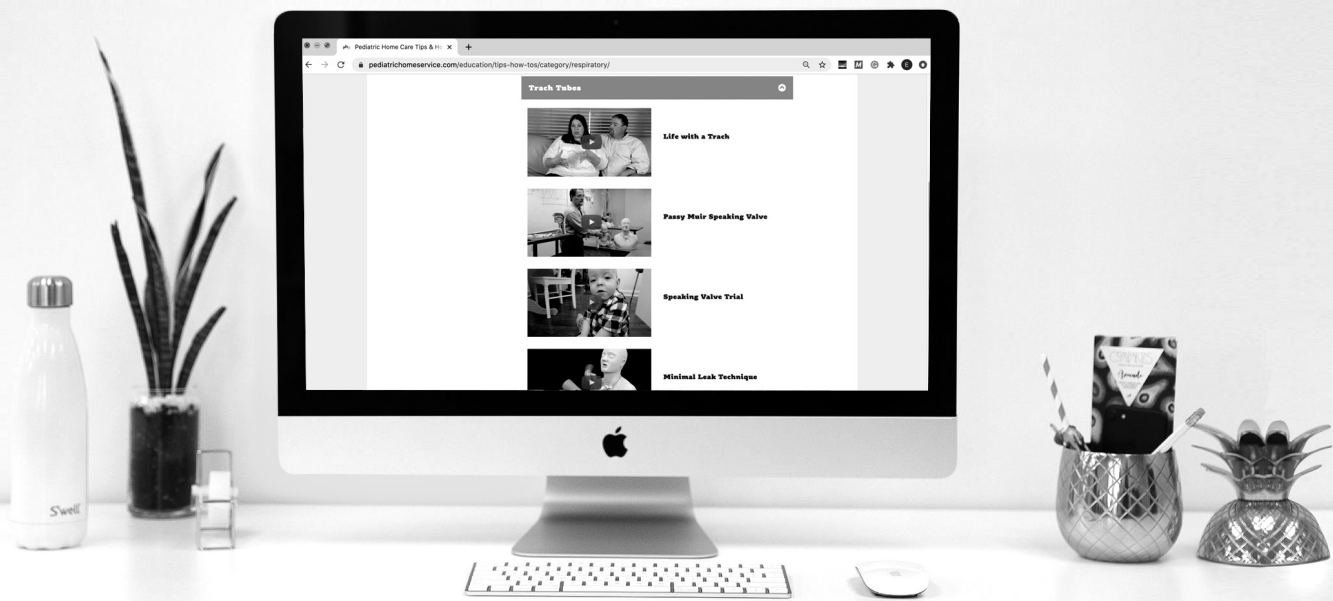 Pediatric Home Care Tips & Ho
pediatrichomeservice.com/education/tips-how-tos/category/respiratory/
E
Trach Tubes
Life with a Trach
Passy Muir Speaking Valve
Speaking Valve Trial
Minimal Leak Technique
S'well